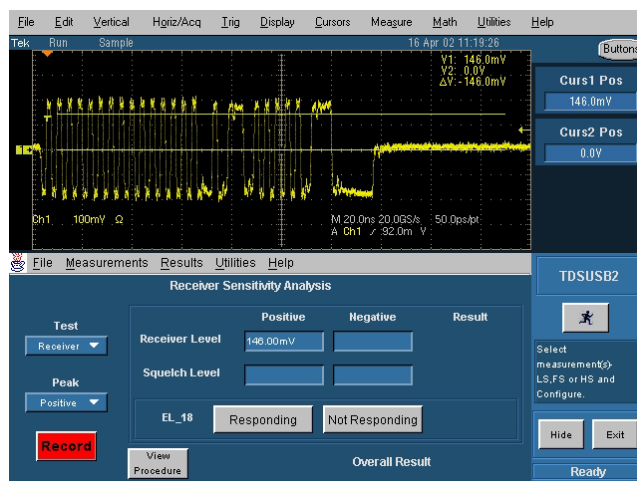 File Edit Vertical Horiz/Acq Trig Display Cursors Measure Math Utilities Help
Tek Run Sample 16 Apr 02 11:19:26
Buttons
V1: 146.0mV
V2: 0.0V
ΔV:-146.0mV
Curs1 Pos
146.0mV
Curs2 Pos
0.0V
Ch1 100mV Ω M 20.0ns 20.0GS/s 50.0ps/pt
A Ch1 92.0m V
File Measurements Results Utilities Help
TDSUSB2
Receiver Sensitivity Analysis
Positive Negative Result
Test
Receiver
Receiver Level 146.00mV
Squelch Level
Peak
Positive
EL_18 Responding Not Responding
Record
View Procedure
Overall Result
Select
measurement(s)-
LS,FS or HS and
Configure.
Hide Exit
Ready